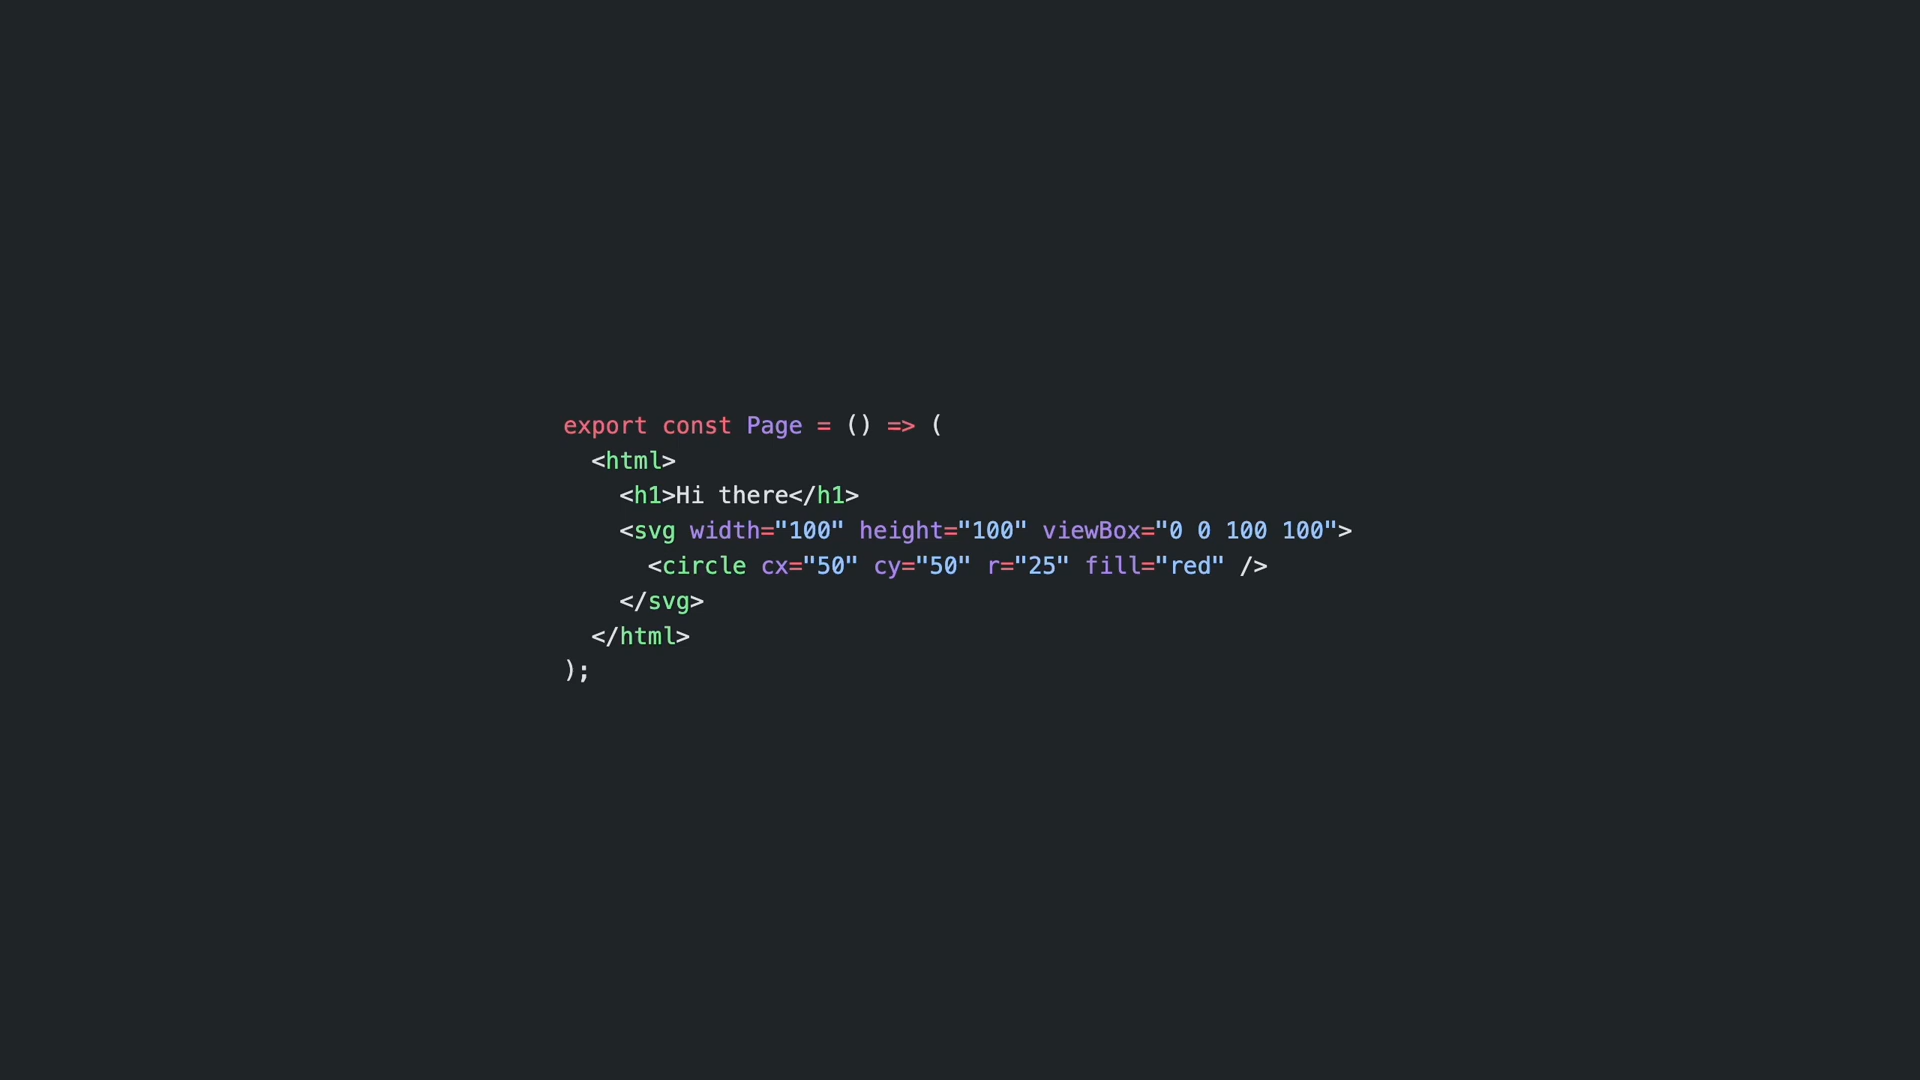 export const Page = () => (
  <html>
    <h1>Hi there</h1>
    <svg width="100" height="100" viewBox="0 0 100 100">
      <circle cx="50" cy="50" r="25" fill="red" />
    </svg>
  </html>
);